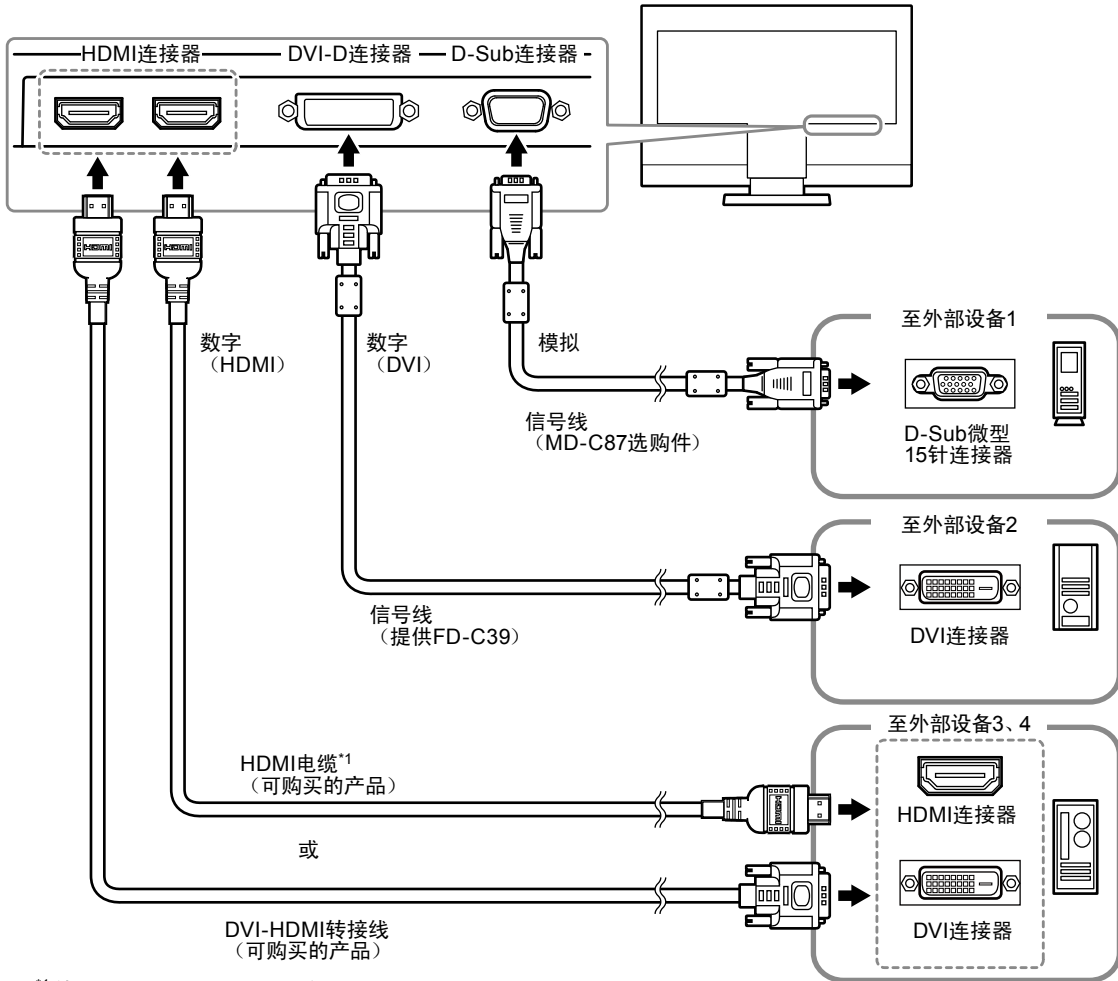 HDMI连接器
DVI-D连接器
D-Sub连接器
HDMI
HDMI
数字
（HDMI）
数字
（DVI）
模拟
信号线
（MD-C87选购件）
至外部设备1
D-Sub微型
15针连接器
至外部设备2
DVI连接器
信号线
（提供FD-C39）
至外部设备3、4
HDMI电缆*1
（可购买的产品）
HDMI
HDMI连接器
或
DVI-HDMI转接线
（可购买的产品）
DVI连接器
*1